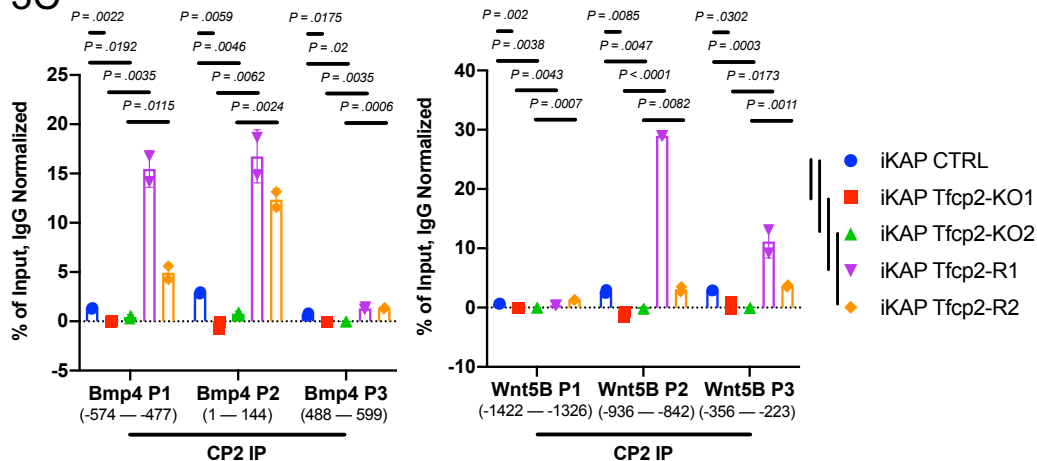 P = .0022 P = .0059 P = .0175
P = .0192 P = .0046 P = .02
P = .0035 P = .0062 P = .0035
P = .0115 P = .0024 P = .0006
% of Input, IgG Normalized
25
20
15
10
5
0
-5
Bmp4 P1 Bmp4 P2 Bmp4 P3
(-574 — -477) (1 — 144) (488 — 599)
CP2 IP
P = .002 P = .0085 P = .0302
P = .0038 P = .0047 P = .0003
P = .0043 P < .0001 P = .0173
P = .0007 P = .0082 P = .0011
% of Input, IgG Normalized
40
30
20
10
0
-10
Wnt5B P1 Wnt5B P2 Wnt5B P3
(-1422 — -1326) (-936 — -842) (-356 — -223)
CP2 IP
iKAP CTRL
iKAP Tfcp2-KO1
iKAP Tfcp2-KO2
iKAP Tfcp2-R1
iKAP Tfcp2-R2